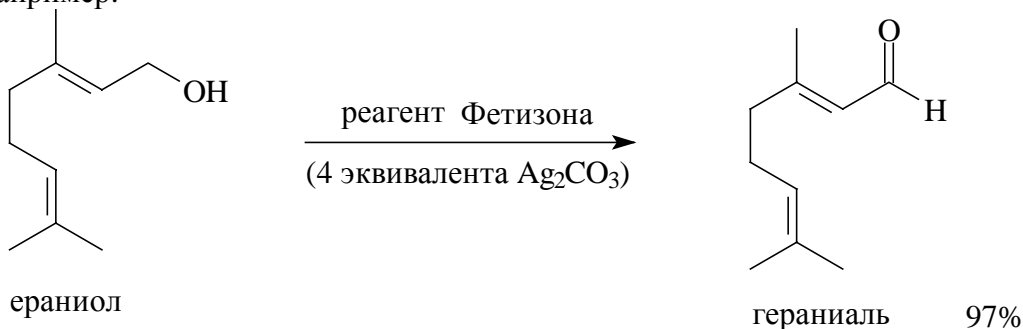 апример:
OH
реагент Фетизона
(4 эквивалента Ag₂CO₃)
O
H
ераниол
гераниаль 97%